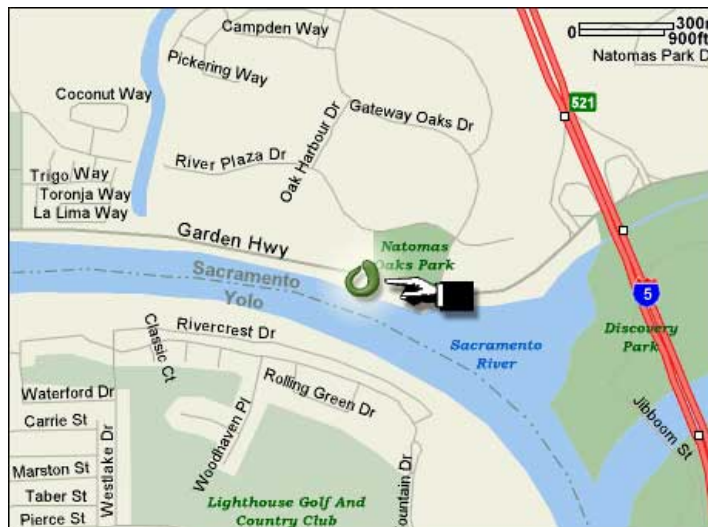 Campden Way
0 300m
900ft
Natomas Park D
Pickering Way
Coconut Way
521
Gateway Oaks Dr
Oak Harbour Dr
River Plaza Dr
Trigo Way
Toronja Way
La Lima Way
Garden Hwy
Natomas
Oaks Park
Sacramento
Yolo
5
Discovery
Park
Rivercrest Dr
Classic Ct
Sacramento
River
Rolling Green Dr
Waterford Dr
Carrie St
Woodhaven Pl
Westlake Dr
Jibboom St
Marston St
Taber St
Pierce St
Lighthouse Golf And
Country Club
ountain Dr